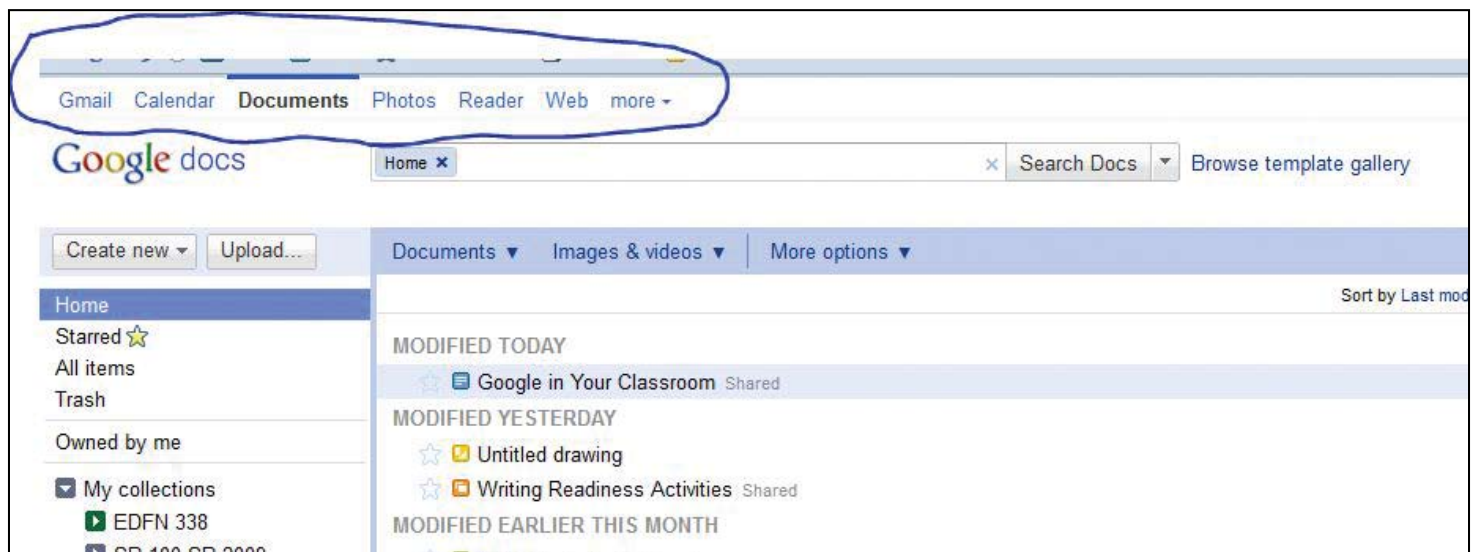 Gmail Calendar Documents Photos Reader Web more
Google docs
Home × × Search Docs Browse template gallery
Create new Upload... Documents Images & videos More options
Home
Sort by Last mod
Starred
MODIFIED TODAY
All items
Google in Your Classroom Shared
Trash
MODIFIED YESTERDAY
Owned by me
Untitled drawing
My collections
Writing Readiness Activities Shared
EDFN 338
MODIFIED EARLIER THIS MONTH